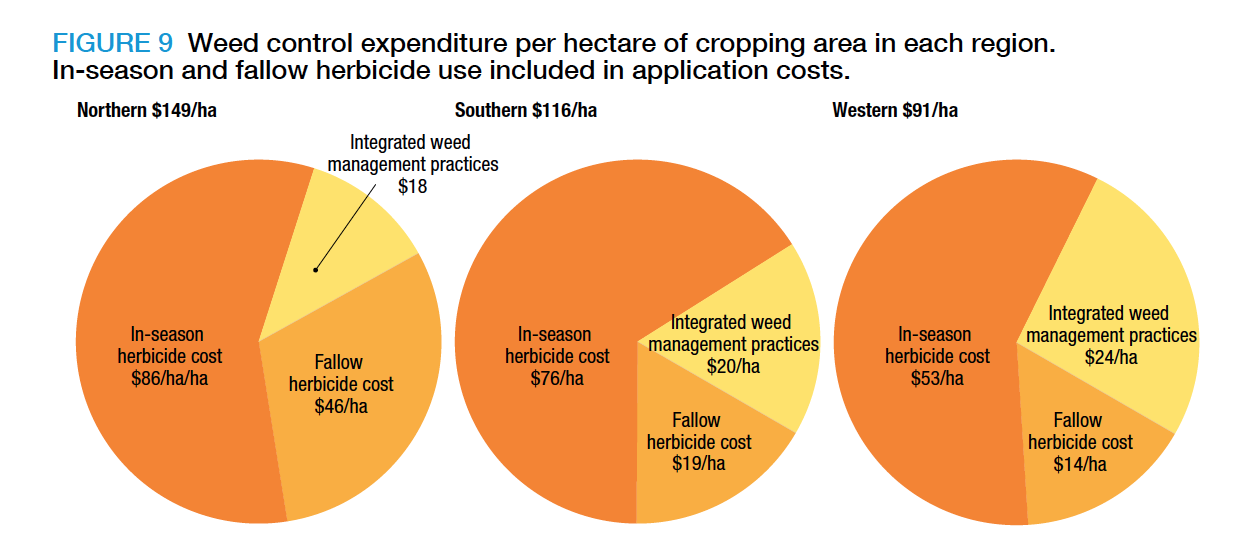 FIGURE 9 Weed control expenditure per hectare of cropping area in each region.
In-season and fallow herbicide use included in application costs.
Northern $149/ha
Integrated weed
management practices
$18
In-season
herbicide cost
$86/ha/ha
Fallow
herbicide cost
$46/ha
Southern $116/ha
In-season
herbicide cost
$76/ha
Integrated weed
management practices
$20/ha
Fallow
herbicide cost
$19/ha
Western $91/ha
In-season
herbicide cost
$53/ha
Integrated weed
management practices
$24/ha
Fallow
herbicide cost
$14/ha